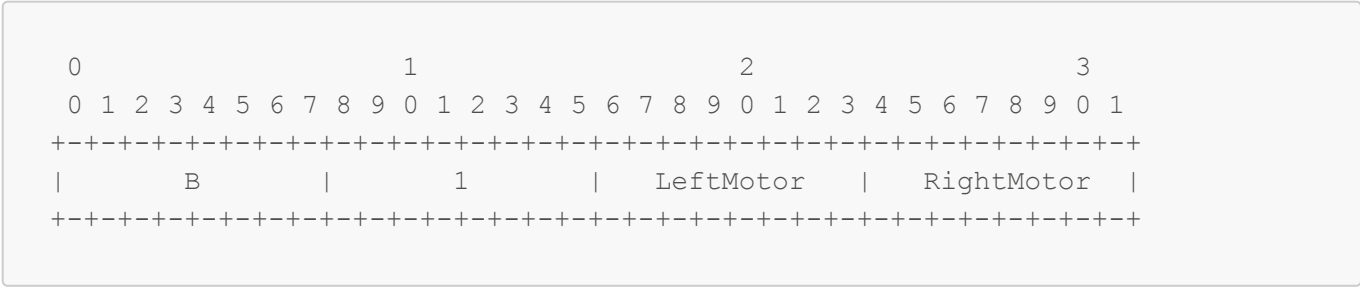 0                   1                   2                   3
 0 1 2 3 4 5 6 7 8 9 0 1 2 3 4 5 6 7 8 9 0 1 2 3 4 5 6 7 8 9 0 1
+-+-+-+-+-+-+-+-+-+-+-+-+-+-+-+-+-+-+-+-+-+-+-+-+-+-+-+-+-+-+-+-+
|       B       |       1       |   LeftMotor   |   RightMotor  |
+-+-+-+-+-+-+-+-+-+-+-+-+-+-+-+-+-+-+-+-+-+-+-+-+-+-+-+-+-+-+-+-+